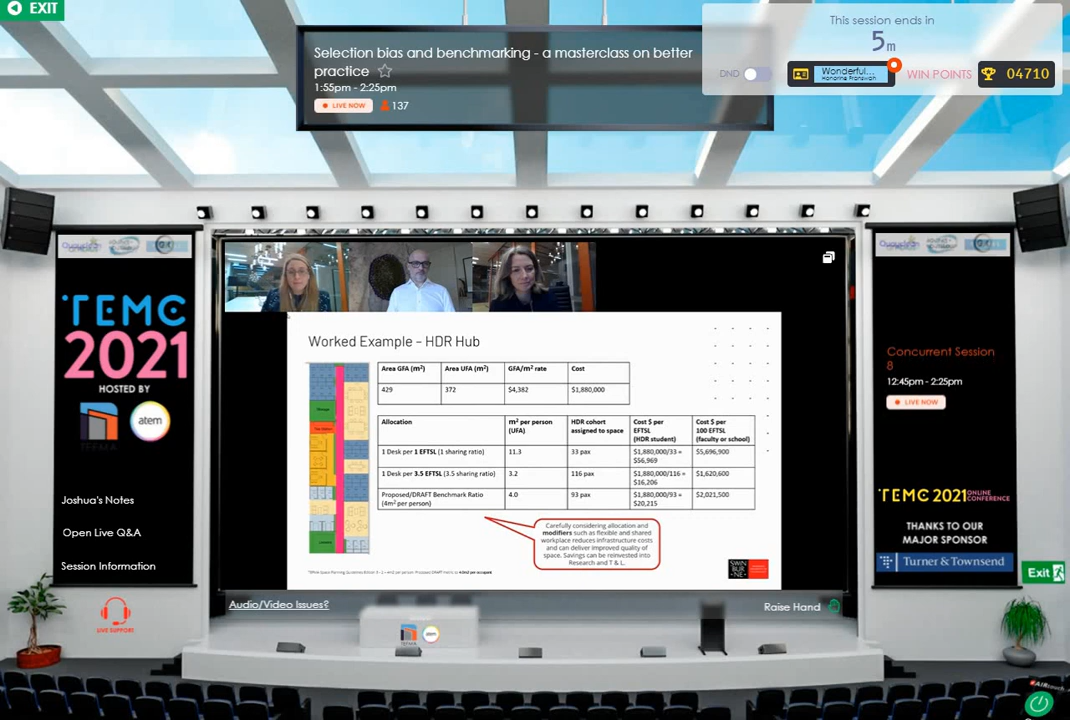 EXIT
Selection bias and benchmarking - a masterclass on better
practice
1:55pm - 2:25pm
LIVE NOW
137
This session ends in
5m
DND
Wonderful...
WIN POINTS
04710
TEMC
2021
HOSTED BY
TEFMA
atem
Joshua's Notes
Open Live Q&A
Session Information
LIVE SUPPORT
Worked Example – HDR Hub
Area GFA (m²) Area UFA (m²) GFA/m² rate Cost
429 372 $4,382 $1,880,000
Allocation m² per person (UFA) HDR cohort assigned to space Cost $ per EFTSL (HDR student) Cost $ per 100 EFTSL (faculty or school)
1 Desk per 1 EFTSL (1 sharing ratio) 11.3 33 pax $1,880,000/33 = $56,969 $5,696,900
1 Desk per 3.5 EFTSL (3.5 sharing ratio) 3.2 116 pax $1,880,000/116 = $16,206 $1,620,600
Proposed/DRAFT Benchmark Ratio (4m² per person) 4.0 93 pax $1,880,000/93 = $20,215 $2,021,500
Carefully considering allocation and
modifiers such as flexible and shared
workplace reduces infrastructure costs
and can deliver improved quality of
space. Savings can be reinvested into
Research and T & L.
SWIN
BUR
NE
Audio/Video Issues?
Raise Hand
Concurrent Session
8
12:45pm - 2:25pm
LIVE NOW
TEMC 2021 ONLINE
CONFERENCE
THANKS TO OUR
MAJOR SPONSOR
Turner & Townsend
Exit
atem